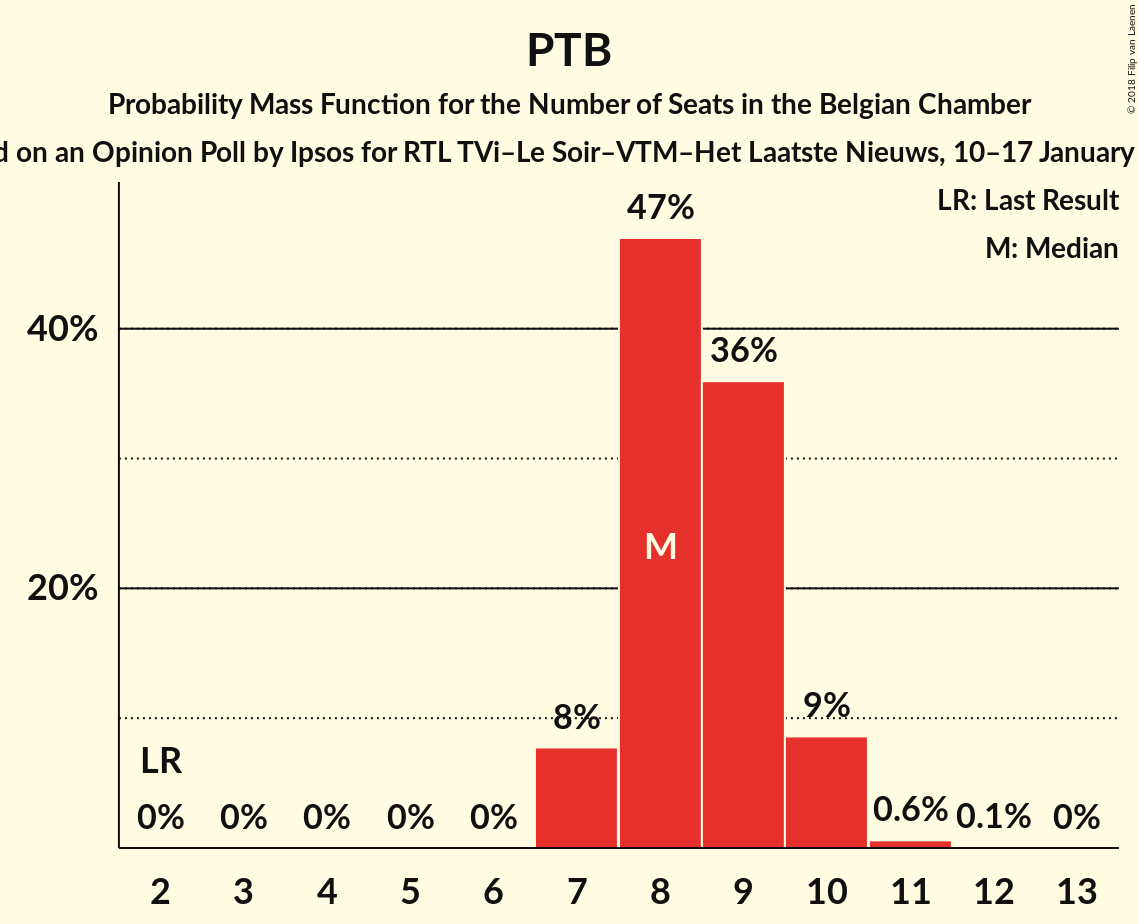 PTB
Probability Mass Function for the Number of Seats in the Belgian Chamber
on an Opinion Poll by Ipsos for RTL TVi–Le Soir–VTM–Het Laatste Nieuws, 10–17 January
© 2018 Filip van Laenen
LR: Last Result
M: Median
47%
40%
36%
M
20%
8%
9%
LR
0% 0% 0% 0% 0% 0.6% 0.1% 0%
2 3 4 5 6 7 8 9 10 11 12 13